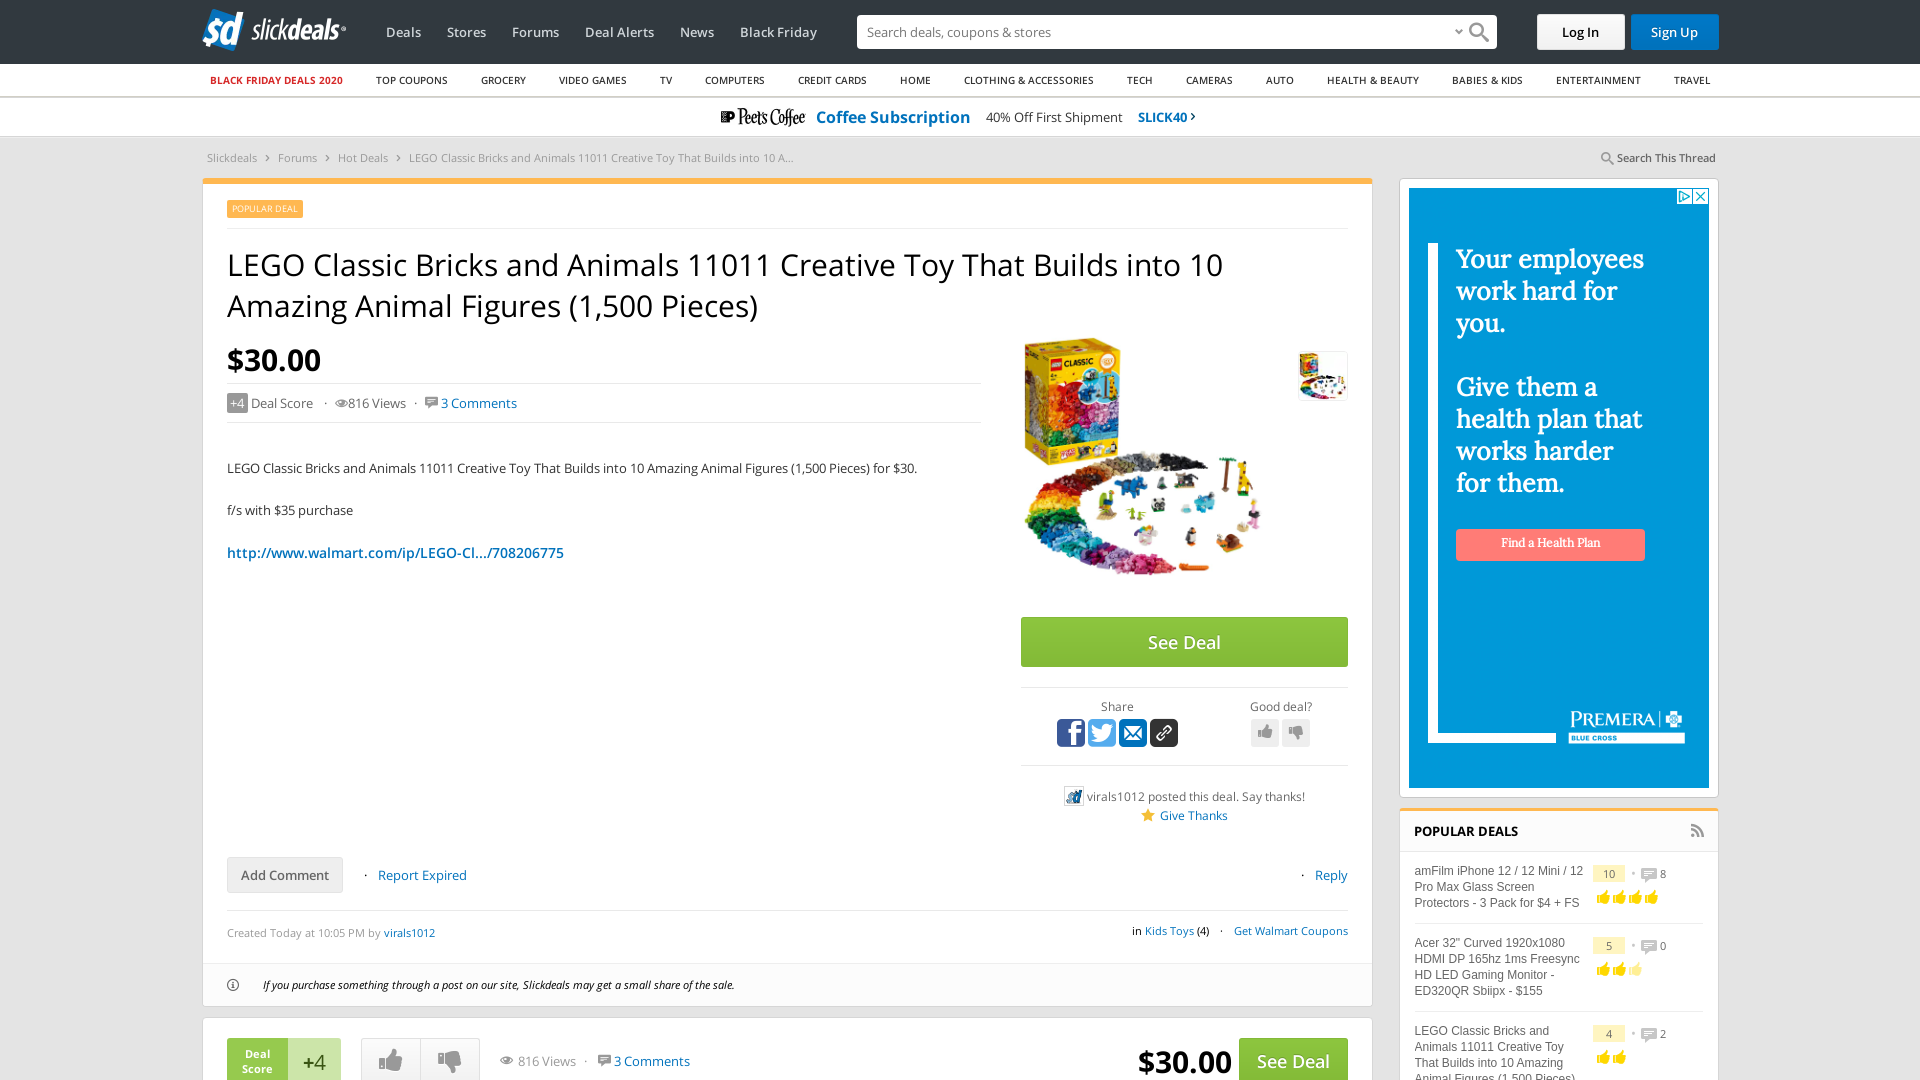 slickdeals
Deals
Stores
Forums
Deal Alerts
News
Black Friday
Search deals, coupons & stores
Log In
Sign Up
BLACK FRIDAY DEALS 2020
TOP COUPONS
GROCERY
VIDEO GAMES
TV
COMPUTERS
CREDIT CARDS
HOME
CLOTHING & ACCESSORIES
TECH
CAMERAS
AUTO
HEALTH & BEAUTY
BABIES & KIDS
ENTERTAINMENT
TRAVEL
Peet's Coffee Coffee Subscription 40% Off First Shipment SLICK40
Slickdeals > Forums > Hot Deals > LEGO Classic Bricks and Animals 11011 Creative Toy That Builds into 10 A...
Search This Thread
POPULAR DEAL
LEGO Classic Bricks and Animals 11011 Creative Toy That Builds into 10
Amazing Animal Figures (1,500 Pieces)
$30.00
+4 Deal Score · 816 Views · 3 Comments
LEGO Classic Bricks and Animals 11011 Creative Toy That Builds into 10 Amazing Animal Figures (1,500 Pieces) for $30.
f/s with $35 purchase
http://www.walmart.com/ip/LEGO-Cl.../708206775
CLASSIC
See Deal
Share
Good deal?
virals1012 posted this deal. Say thanks!
Give Thanks
Add Comment · Report Expired
· Reply
Created Today at 10:05 PM by virals1012
in Kids Toys (4) · Get Walmart Coupons
If you purchase something through a post on our site, Slickdeals may get a small share of the sale.
Deal
Score
+4
816 Views · 3 Comments
$30.00
See Deal
Your employees
work hard for
you.
Give them a
health plan that
works harder
for them.
Find a Health Plan
PREMERA
BLUE CROSS
POPULAR DEALS
amFilm iPhone 12 / 12 Mini / 12
Pro Max Glass Screen
Protectors - 3 Pack for $4 + FS
10 • 8
Acer 32" Curved 1920x1080
HDMI DP 165hz 1ms Freesync
HD LED Gaming Monitor -
ED320QR Sbiipx - $155
5 • 0
LEGO Classic Bricks and
Animals 11011 Creative Toy
That Builds into 10 Amazing
Animal Figures (1,500 Pieces)
4 • 2